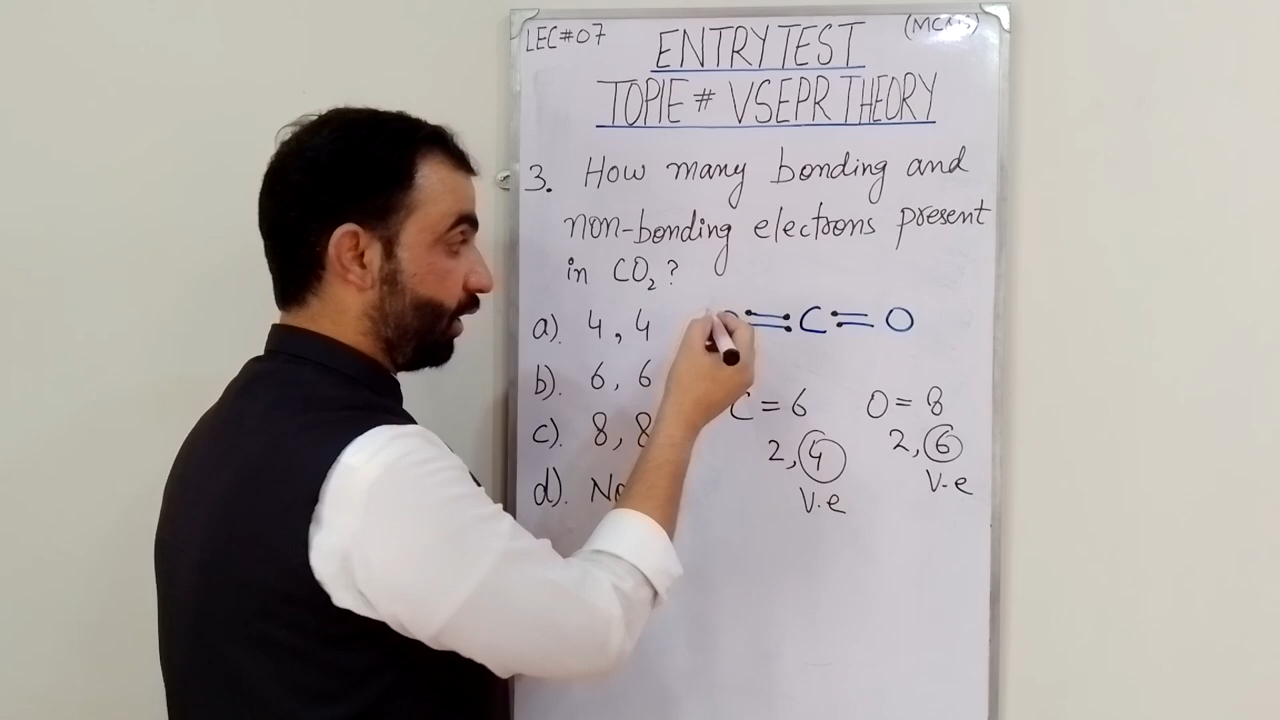 LEC#07
(MCQ's)
ENTRY TEST
TOPIE # VSEPR THEORY
3. How many bonding and
non-bonding electrons present
in CO₂?
a). 4, 4
b). 6, 6
c). 8, 8
d).
=C=O
C=6
2,4
V.e
O=8
2,6
V-e